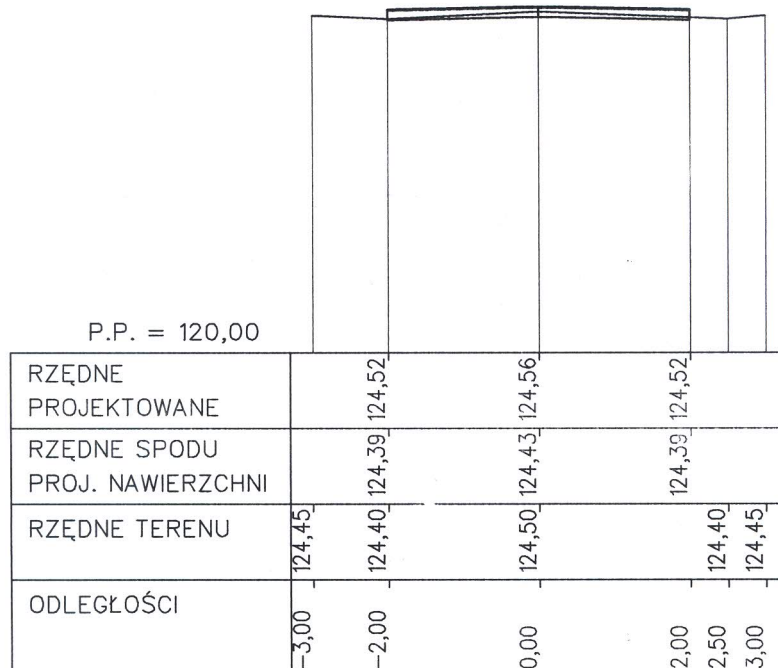 P.P. = 120,00
RZĘDNE
PROJEKTOWANE
124,52 124,56 124,52
RZĘDNE SPODU
PROJ. NAWIERZCHNI
124,39 124,43 124,39
RZĘDNE TERENU
124,45 124,40 124,50 124,40 124,45
ODLEGŁOŚCI
-3,00 -2,00 0,00 2,00 2,50 3,00